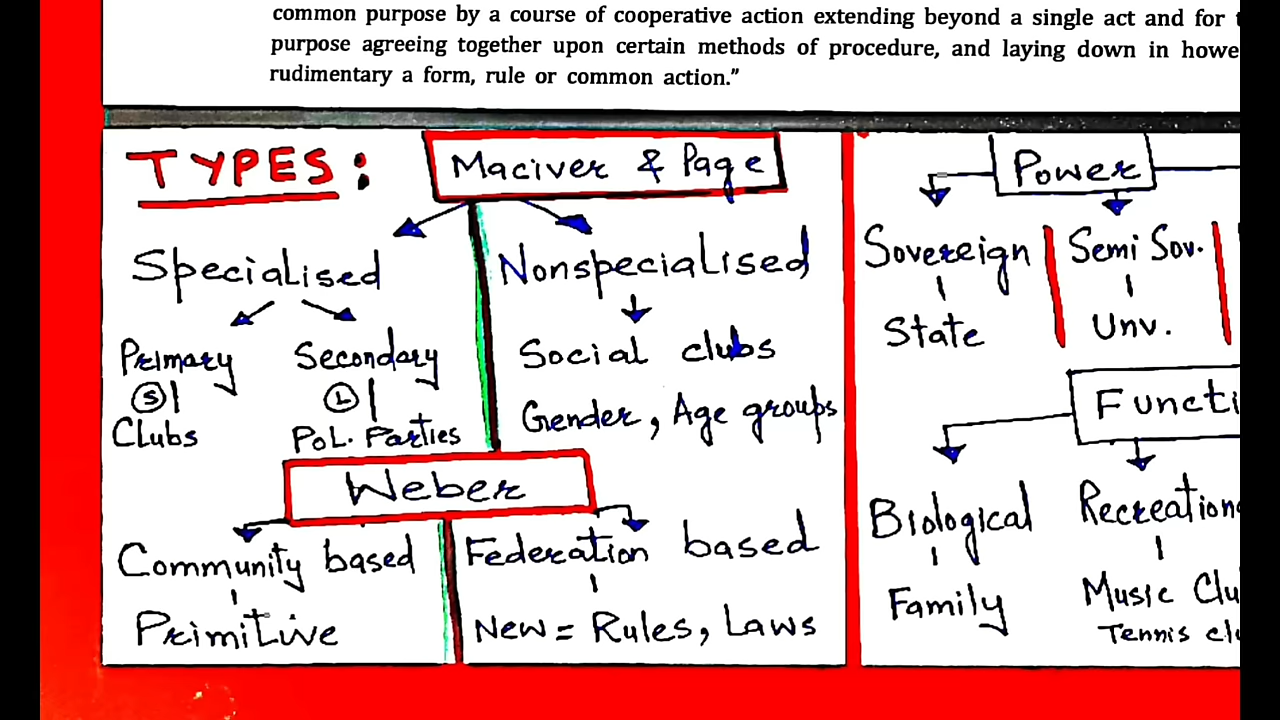 common purpose by a course of cooperative action extending beyond a single act and for
purpose agreeing together upon certain methods of procedure, and laying down in howe
rudimentary a form, rule or common action.”
TYPES:
Maciver & Page
Specialised
Nonspecialised
Primary
Secondary
Social clubs
S
L
Gender, Age groups
Clubs
Pol. Parties
Weber
Community based
Federation based
Primitive
New = Rules, Laws
Power
Sovereign
Semi Sov.
State
Unv.
Functi
Biological
Recreation
Family
Music Clu
Tennis clu